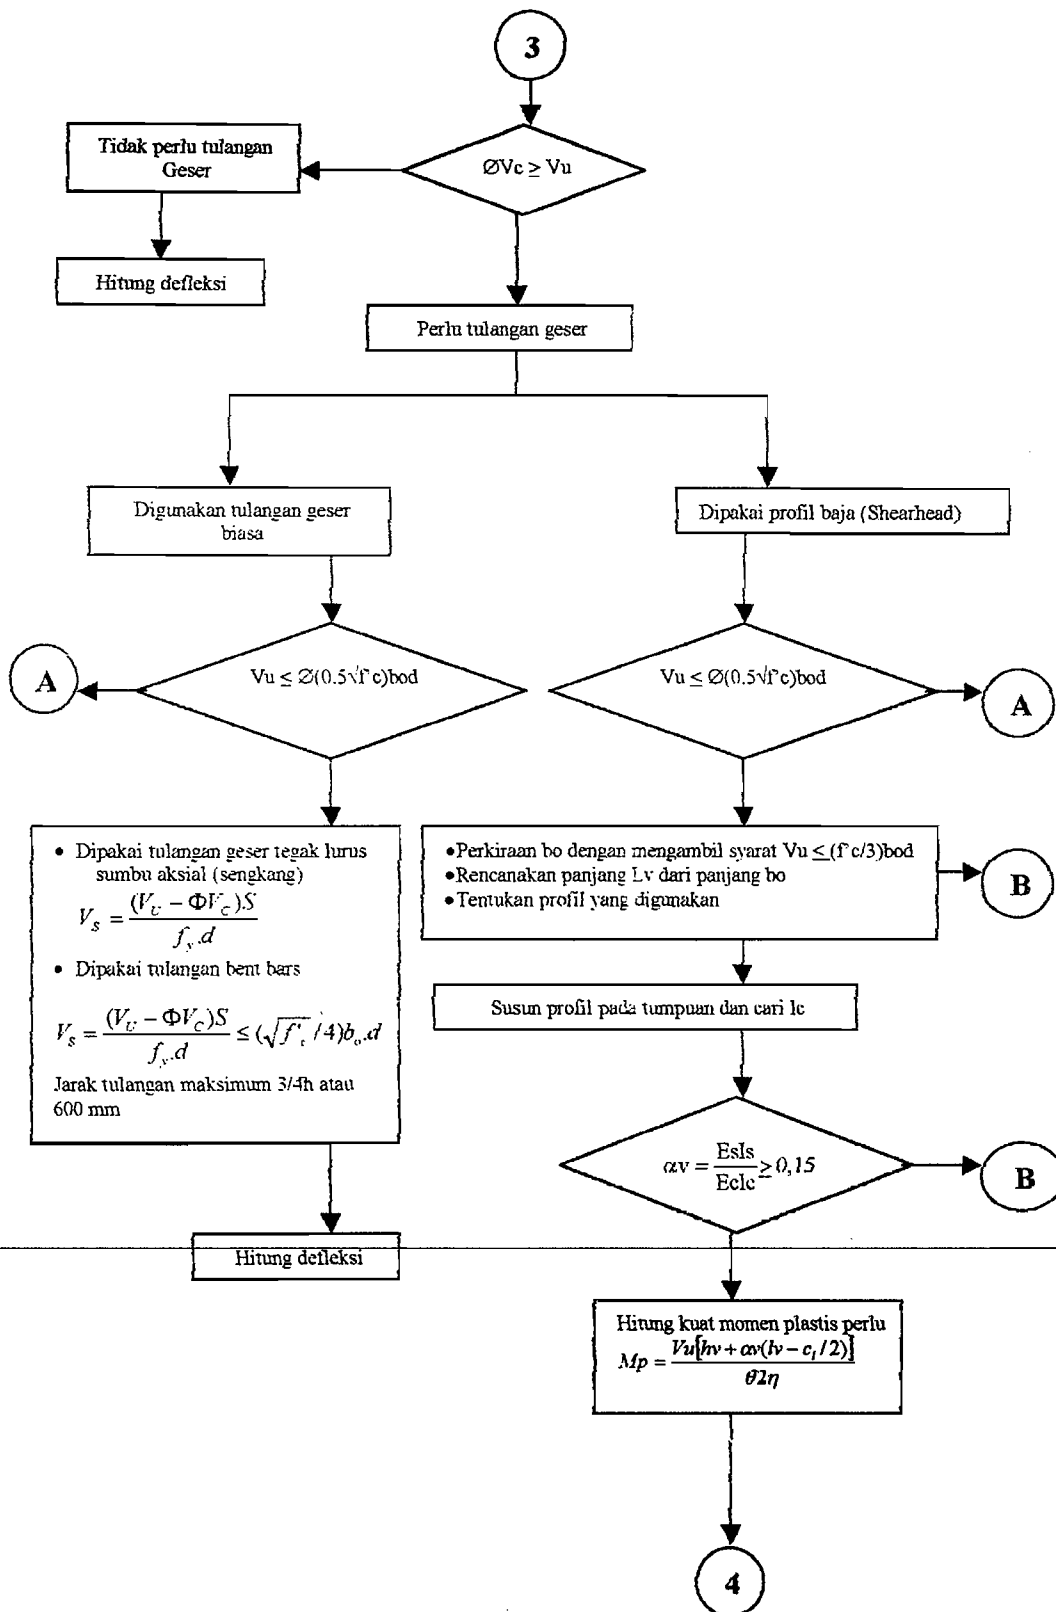 3
ØVc ≥ Vu
Tidak perlu tulangan
Geser
Hitung defleksi
Perlu tulangan geser
Digunakan tulangan geser
biasa
Dipakai profil baja (Shearhead)
Vu ≤ Ø(0.5√f'c)bod
A
Vu ≤ Ø(0.5√f'c)bod
A
• Dipakai tulangan geser tegak lurus
sumbu aksial (sengkang)
V_S = (V_U − ΦV_C)S / f_y.d
• Dipakai tulangan bent bars
V_S = (V_U − ΦV_C)S / f_y.d ≤ (√f'_c /4)b_o.d
Jarak tulangan maksimum 3/4h atau
600 mm
Hitung defleksi
•Perkiraan bo dengan mengambil syarat Vu ≤ (f'c/3)bod
•Rencanakan panjang Lv dari panjang bo
•Tentukan profil yang digunakan
B
Susun profil pada tumpuan dan cari Ic
αv = EsIs / EcIc ≥ 0,15
B
Hitung kuat momen plastis perlu
Mp = Vu[hv + αv(lv − c_1/2)] / θ2η
4